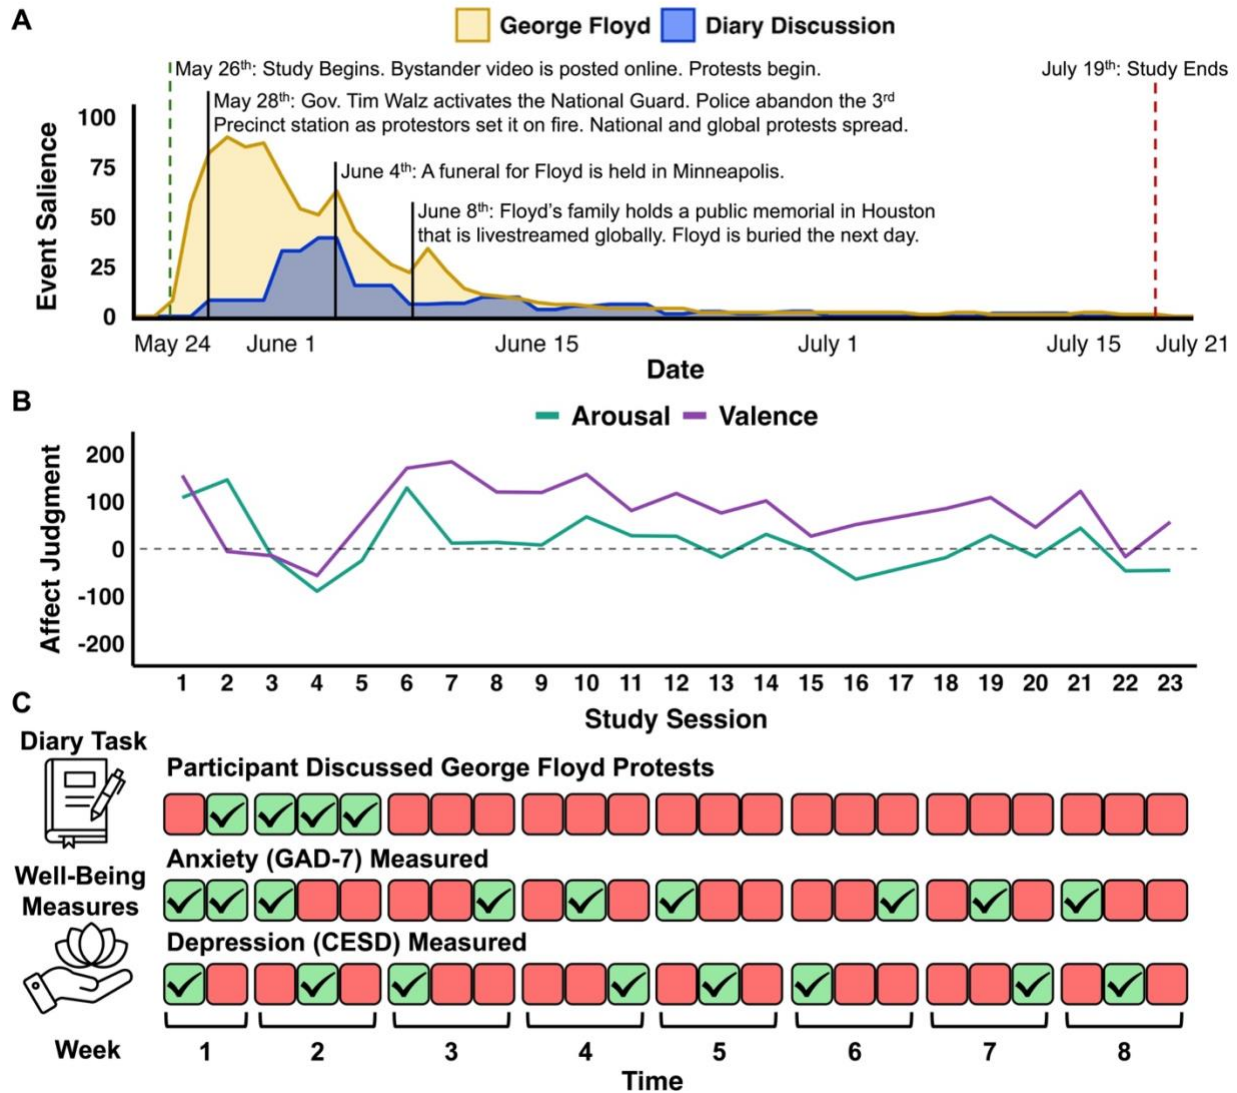 A
George Floyd Diary Discussion
May 26th: Study Begins. Bystander video is posted online. Protests begin.
July 19th: Study Ends
May 28th: Gov. Tim Walz activates the National Guard. Police abandon the 3rd
Precinct station as protestors set it on fire. National and global protests spread.
June 4th: A funeral for Floyd is held in Minneapolis.
June 8th: Floyd's family holds a public memorial in Houston
that is livestreamed globally. Floyd is buried the next day.
Event Salience
100
75
50
25
0
May 24 June 1 June 15 July 1 July 15 July 21
Date
B
Arousal Valence
Affect Judgment
200
100
0
-100
-200
1 2 3 4 5 6 7 8 9 10 11 12 13 14 15 16 17 18 19 20 21 22 23
Study Session
C
Diary Task
Participant Discussed George Floyd Protests
Well-Being
Measures
Anxiety (GAD-7) Measured
Depression (CESD) Measured
Week 1 2 3 4 5 6 7 8
Time